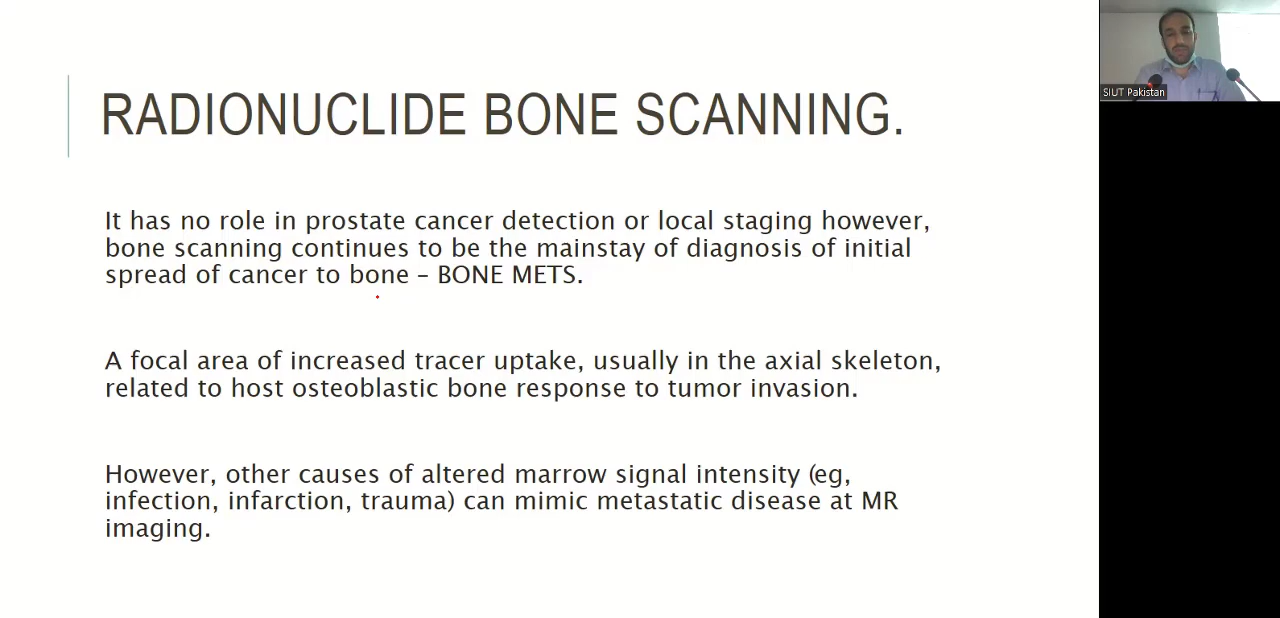 RADIONUCLIDE BONE SCANNING.
It has no role in prostate cancer detection or local staging however,
bone scanning continues to be the mainstay of diagnosis of initial
spread of cancer to bone – BONE METS.
A focal area of increased tracer uptake, usually in the axial skeleton,
related to host osteoblastic bone response to tumor invasion.
However, other causes of altered marrow signal intensity (eg,
infection, infarction, trauma) can mimic metastatic disease at MR
imaging.
SIUT Pakistan